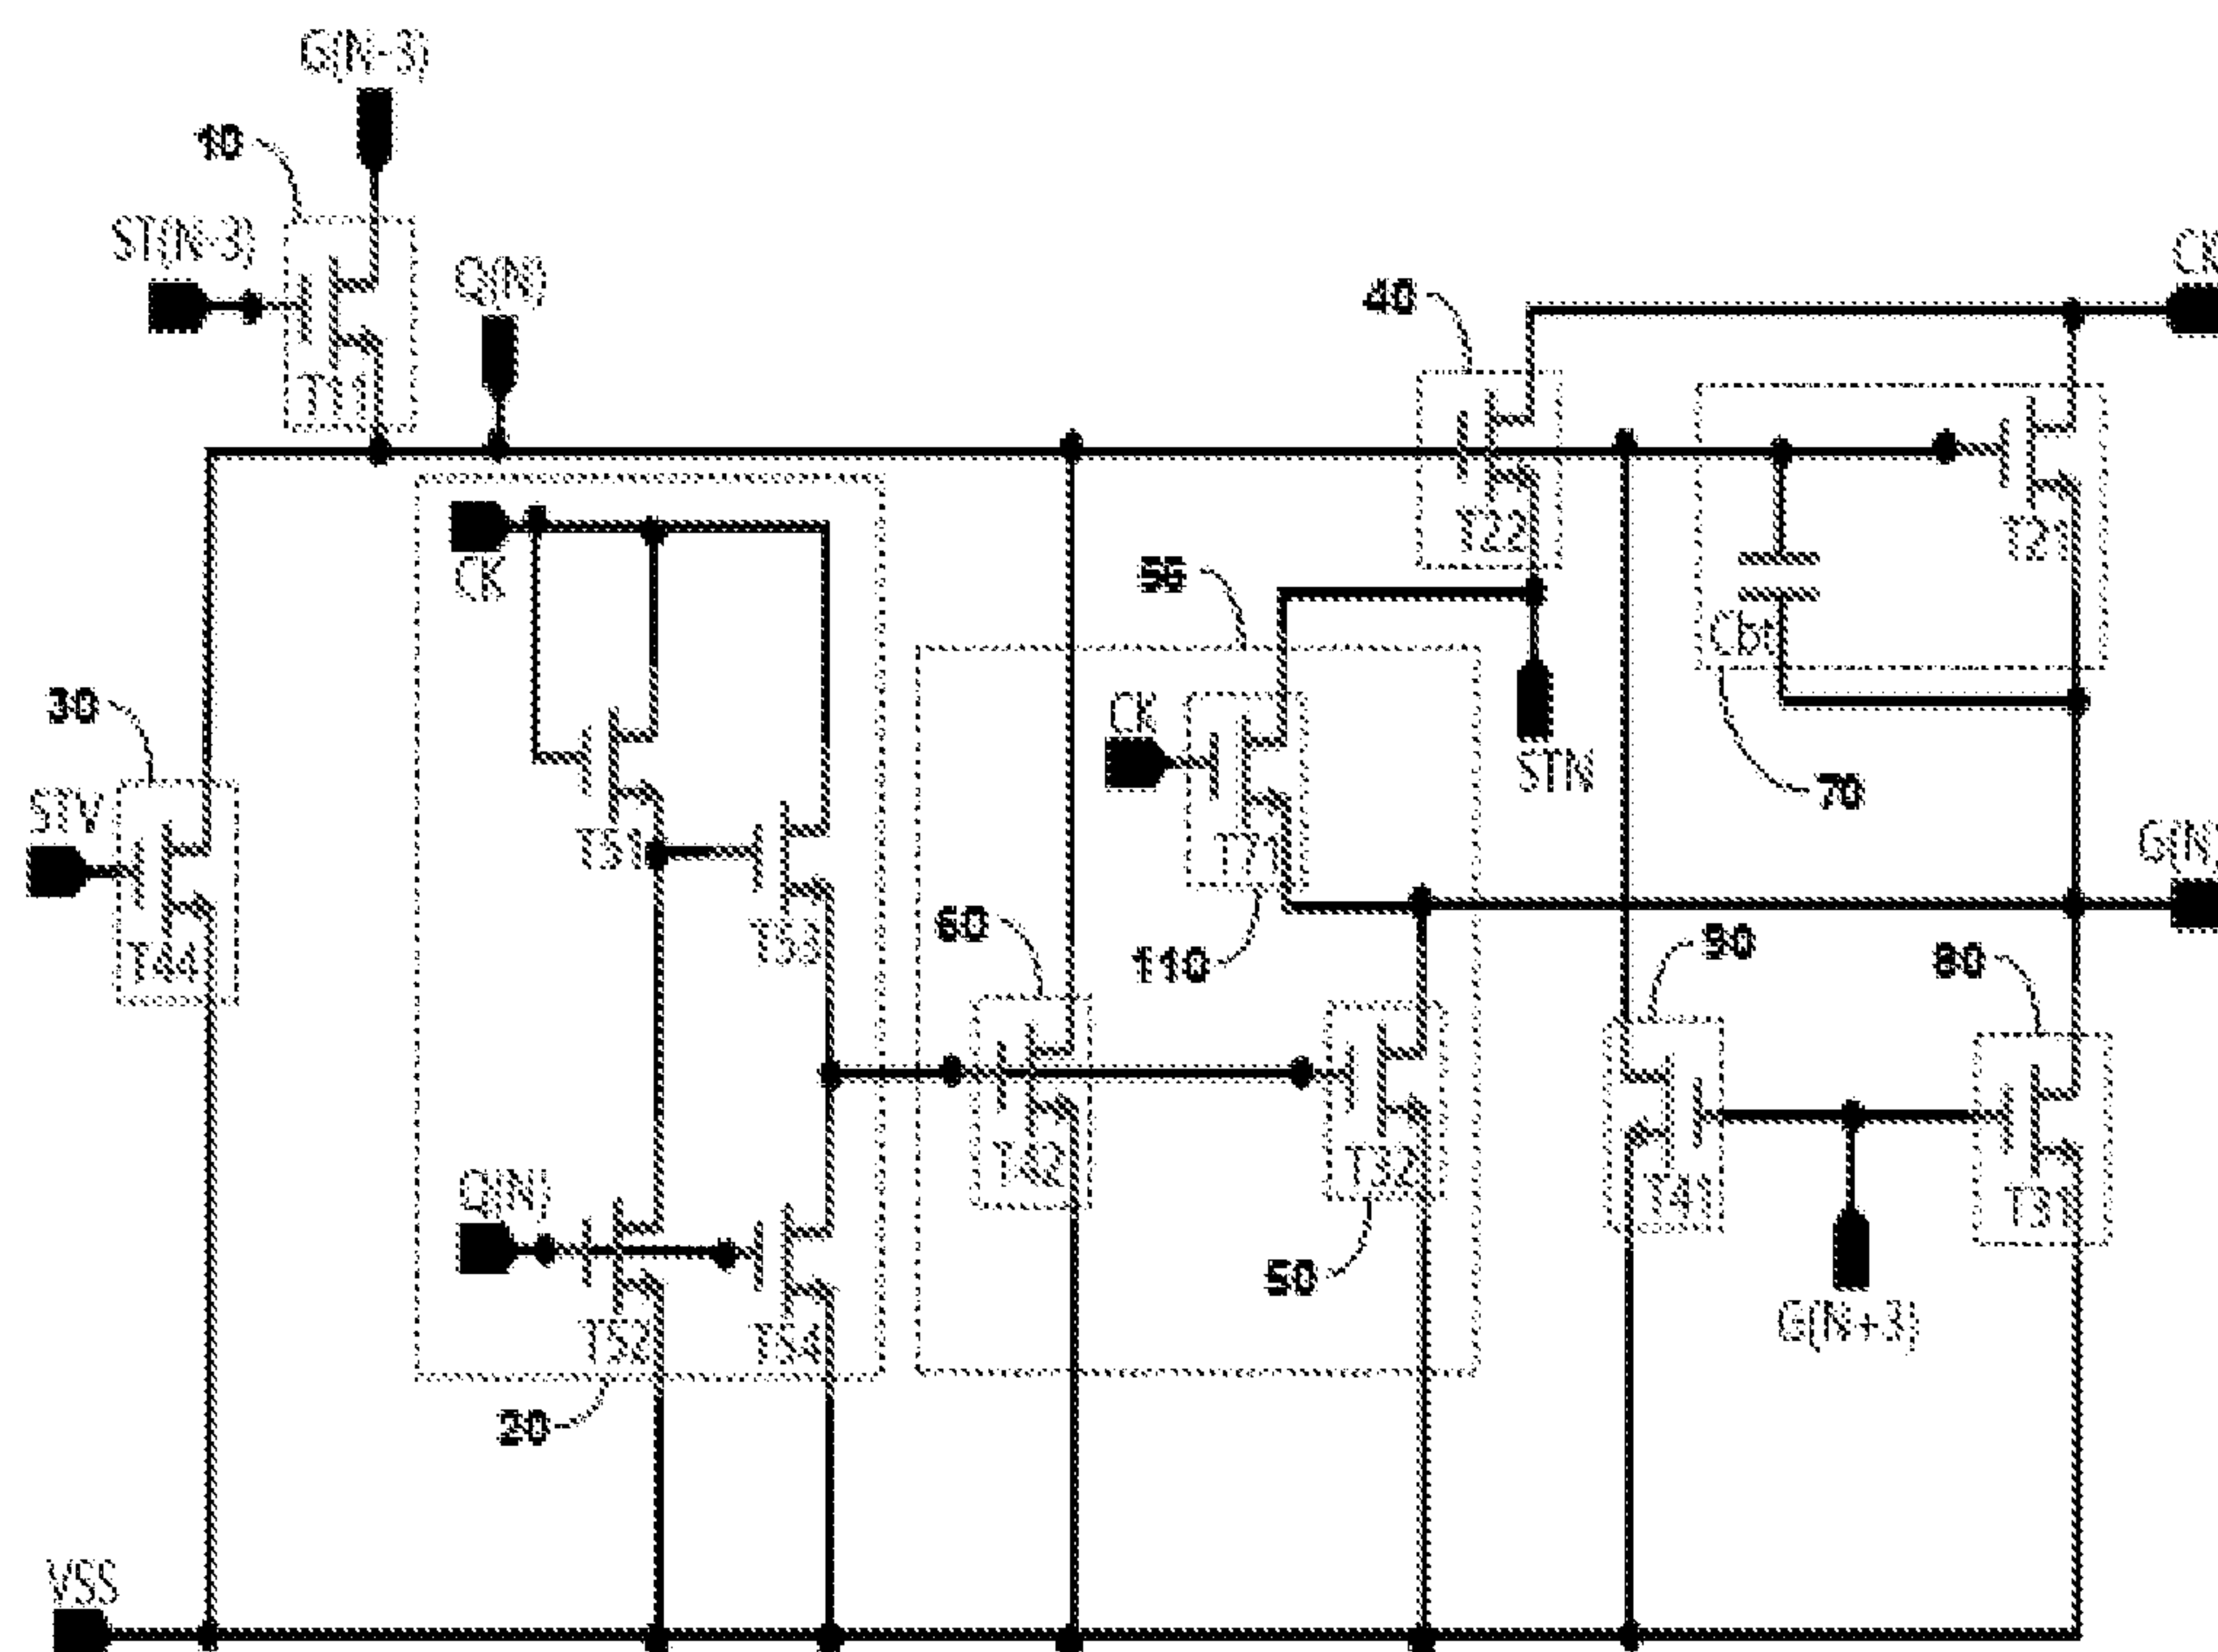 G(N-3)
10
ST(N-3)
Q(N)
T11
40
CK
T22
T21
CK
Cbt
30
STV
T44
T51
T53
CK
STN
70
T71
G(N)
60
110
90
80
T42
T32
T41
T31
Q(N)
50
G(N+3)
T52
T54
20
VSS